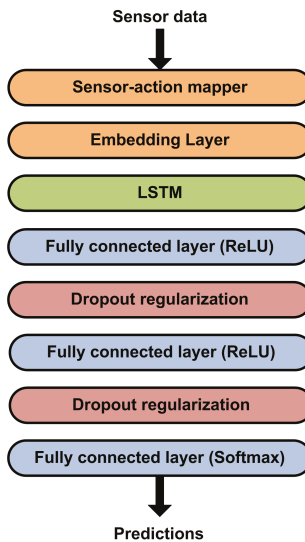 Sensor data
Sensor-action mapper
Embedding Layer
LSTM
Fully connected layer (ReLU)
Dropout regularization
Fully connected layer (ReLU)
Dropout regularization
Fully connected layer (Softmax)
Predictions